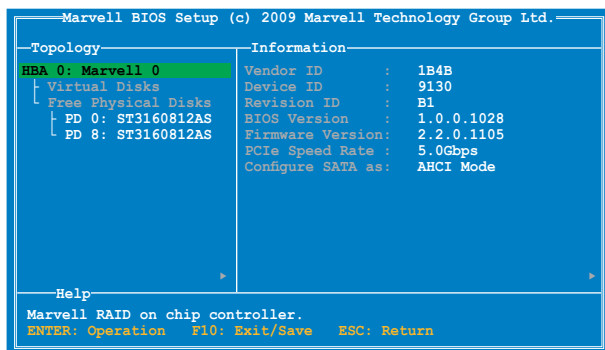 Marvell BIOS Setup (c) 2009 Marvell Technology Group Ltd.
Topology
HBA 0: Marvell 0
Virtual Disks
Free Physical Disks
PD 0: ST3160812AS
PD 8: ST3160812AS
Information
Vendor ID : 1B4B
Device ID : 9130
Revision ID : B1
BIOS Version : 1.0.0.1028
Firmware Version: 2.2.0.1105
PCIe Speed Rate : 5.0Gbps
Configure SATA as: AHCI Mode
Help
Marvell RAID on chip controller.
ENTER: Operation F10: Exit/Save ESC: Return